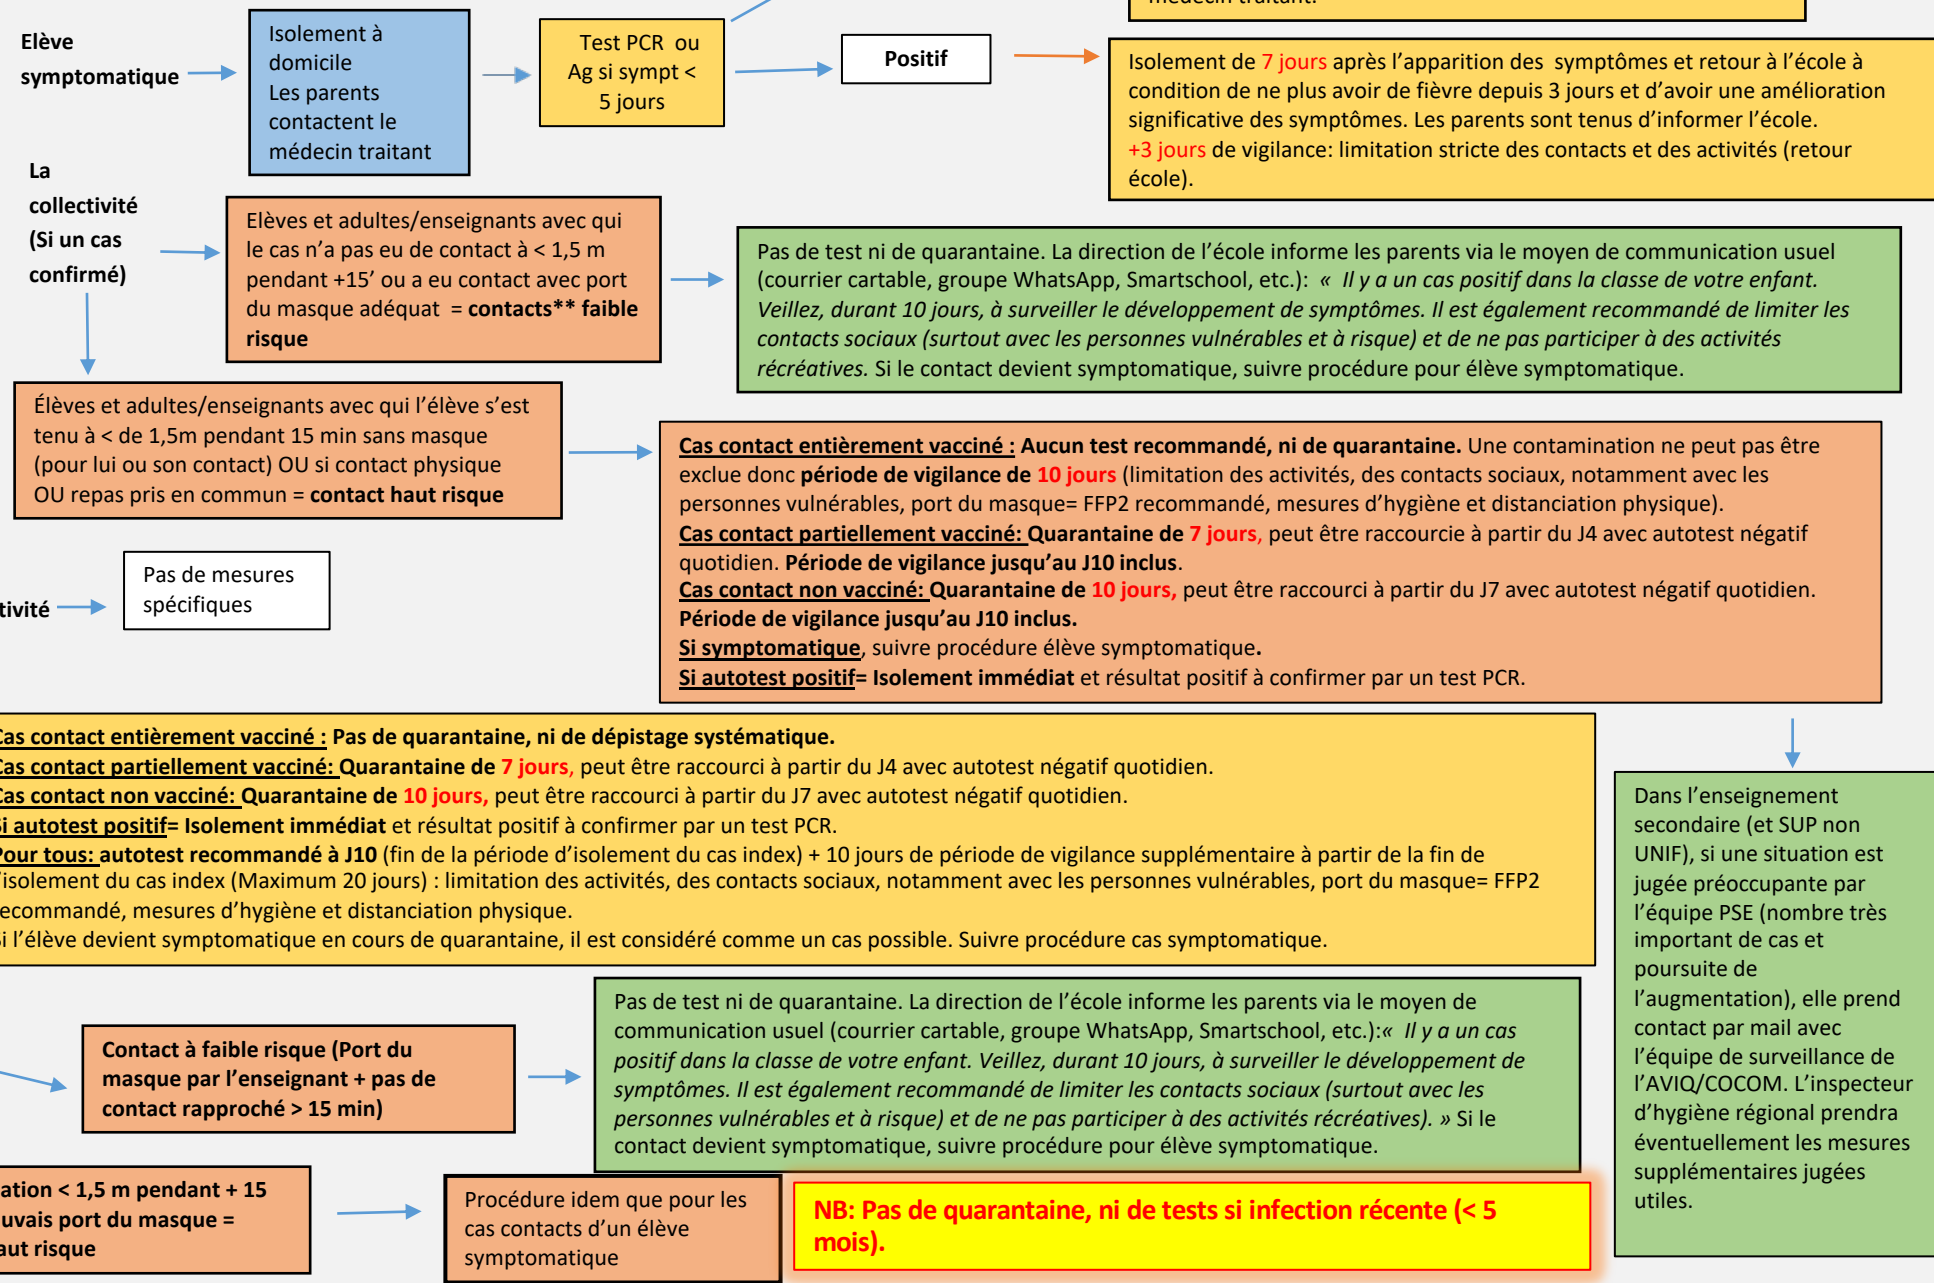 médecin traitant.
Elève
symptomatique
Isolement à
domicile
Les parents
contactent le
médecin traitant
Test PCR ou
Ag si sympt <
5 jours
Positif
Isolement de 7 jours après l’apparition des symptômes et retour à l’école à
condition de ne plus avoir de fièvre depuis 3 jours et d’avoir une amélioration
significative des symptômes. Les parents sont tenus d’informer l’école.
+3 jours de vigilance: limitation stricte des contacts et des activités (retour
école).
La
collectivité
(Si un cas
confirmé)
Elèves et adultes/enseignants avec qui
le cas n’a pas eu de contact à < 1,5 m
pendant +15’ ou a eu contact avec port
du masque adéquat = contacts** faible
risque
Pas de test ni de quarantaine. La direction de l’école informe les parents via le moyen de communication usuel
(courrier cartable, groupe WhatsApp, Smartschool, etc.): « Il y a un cas positif dans la classe de votre enfant.
Veillez, durant 10 jours, à surveiller le développement de symptômes. Il est également recommandé de limiter les
contacts sociaux (surtout avec les personnes vulnérables et à risque) et de ne pas participer à des activités
récréatives. Si le contact devient symptomatique, suivre procédure pour élève symptomatique.
Élèves et adultes/enseignants avec qui l’élève s’est
tenu à < de 1,5m pendant 15 min sans masque
(pour lui ou son contact) OU si contact physique
OU repas pris en commun = contact haut risque
Cas contact entièrement vacciné : Aucun test recommandé, ni de quarantaine. Une contamination ne peut pas être
exclue donc période de vigilance de 10 jours (limitation des activités, des contacts sociaux, notamment avec les
personnes vulnérables, port du masque= FFP2 recommandé, mesures d’hygiène et distanciation physique).
Cas contact partiellement vacciné: Quarantaine de 7 jours, peut être raccourcie à partir du J4 avec autotest négatif
quotidien. Période de vigilance jusqu’au J10 inclus.
Cas contact non vacciné: Quarantaine de 10 jours, peut être raccourci à partir du J7 avec autotest négatif quotidien.
Période de vigilance jusqu’au J10 inclus.
Si symptomatique, suivre procédure élève symptomatique.
Si autotest positif= Isolement immédiat et résultat positif à confirmer par un test PCR.
tivité
Pas de mesures
spécifiques
Cas contact entièrement vacciné : Pas de quarantaine, ni de dépistage systématique.
Cas contact partiellement vacciné: Quarantaine de 7 jours, peut être raccourci à partir du J4 avec autotest négatif quotidien.
Cas contact non vacciné: Quarantaine de 10 jours, peut être raccourci à partir du J7 avec autotest négatif quotidien.
Si autotest positif= Isolement immédiat et résultat positif à confirmer par un test PCR.
Pour tous: autotest recommandé à J10 (fin de la période d’isolement du cas index) + 10 jours de période de vigilance supplémentaire à partir de la fin de
l’isolement du cas index (Maximum 20 jours) : limitation des activités, des contacts sociaux, notamment avec les personnes vulnérables, port du masque= FFP2
recommandé, mesures d’hygiène et distanciation physique.
Si l’élève devient symptomatique en cours de quarantaine, il est considéré comme un cas possible. Suivre procédure cas symptomatique.
Dans l’enseignement
secondaire (et SUP non
UNIF), si une situation est
jugée préoccupante par
l’équipe PSE (nombre très
important de cas et
poursuite de
l’augmentation), elle prend
contact par mail avec
l’équipe de surveillance de
l’AVIQ/COCOM. L’inspecteur
d’hygiène régional prendra
éventuellement les mesures
supplémentaires jugées
utiles.
Contact à faible risque (Port du
masque par l’enseignant + pas de
contact rapproché > 15 min)
Pas de test ni de quarantaine. La direction de l’école informe les parents via le moyen de
communication usuel (courrier cartable, groupe WhatsApp, Smartschool, etc.):« Il y a un cas
positif dans la classe de votre enfant. Veillez, durant 10 jours, à surveiller le développement de
symptômes. Il est également recommandé de limiter les contacts sociaux (surtout avec les
personnes vulnérables et à risque) et de ne pas participer à des activités récréatives). » Si le
contact devient symptomatique, suivre procédure pour élève symptomatique.
ation < 1,5 m pendant + 15
uvais port du masque =
aut risque
Procédure idem que pour les
cas contacts d’un élève
symptomatique
NB: Pas de quarantaine, ni de tests si infection récente (< 5
mois).